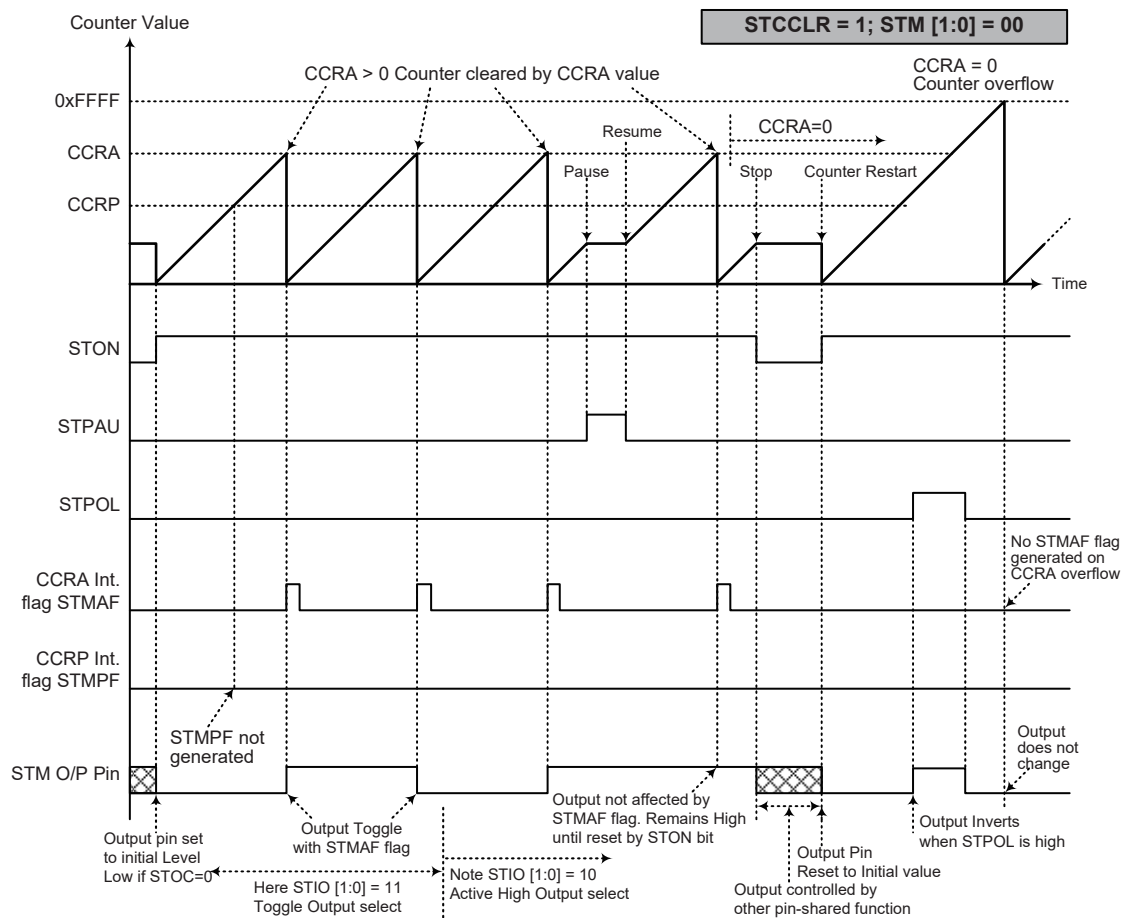 Counter Value
STCCLR = 1; STM [1:0] = 00
CCRA > 0 Counter cleared by CCRA value
CCRA = 0
Counter overflow
0xFFFF
CCRA=0
Resume
CCRA
Pause
Stop
Counter Restart
CCRP
Time
STON
STPAU
STPOL
No STMAF flag
generated on
CCRA overflow
CCRA Int.
flag STMAF
CCRP Int.
flag STMPF
STMPF not
generated
Output
does not
change
STM O/P Pin
Output pin set
to initial Level
Low if STOC=0
Output Toggle
with STMAF flag
Output not affected by
STMAF flag. Remains High
until reset by STON bit
Output Inverts
when STPOL is high
Output Pin
Reset to Initial value
Here STIO [1:0] = 11
Toggle Output select
Note STIO [1:0] = 10
Active High Output select
Output controlled by
other pin-shared function